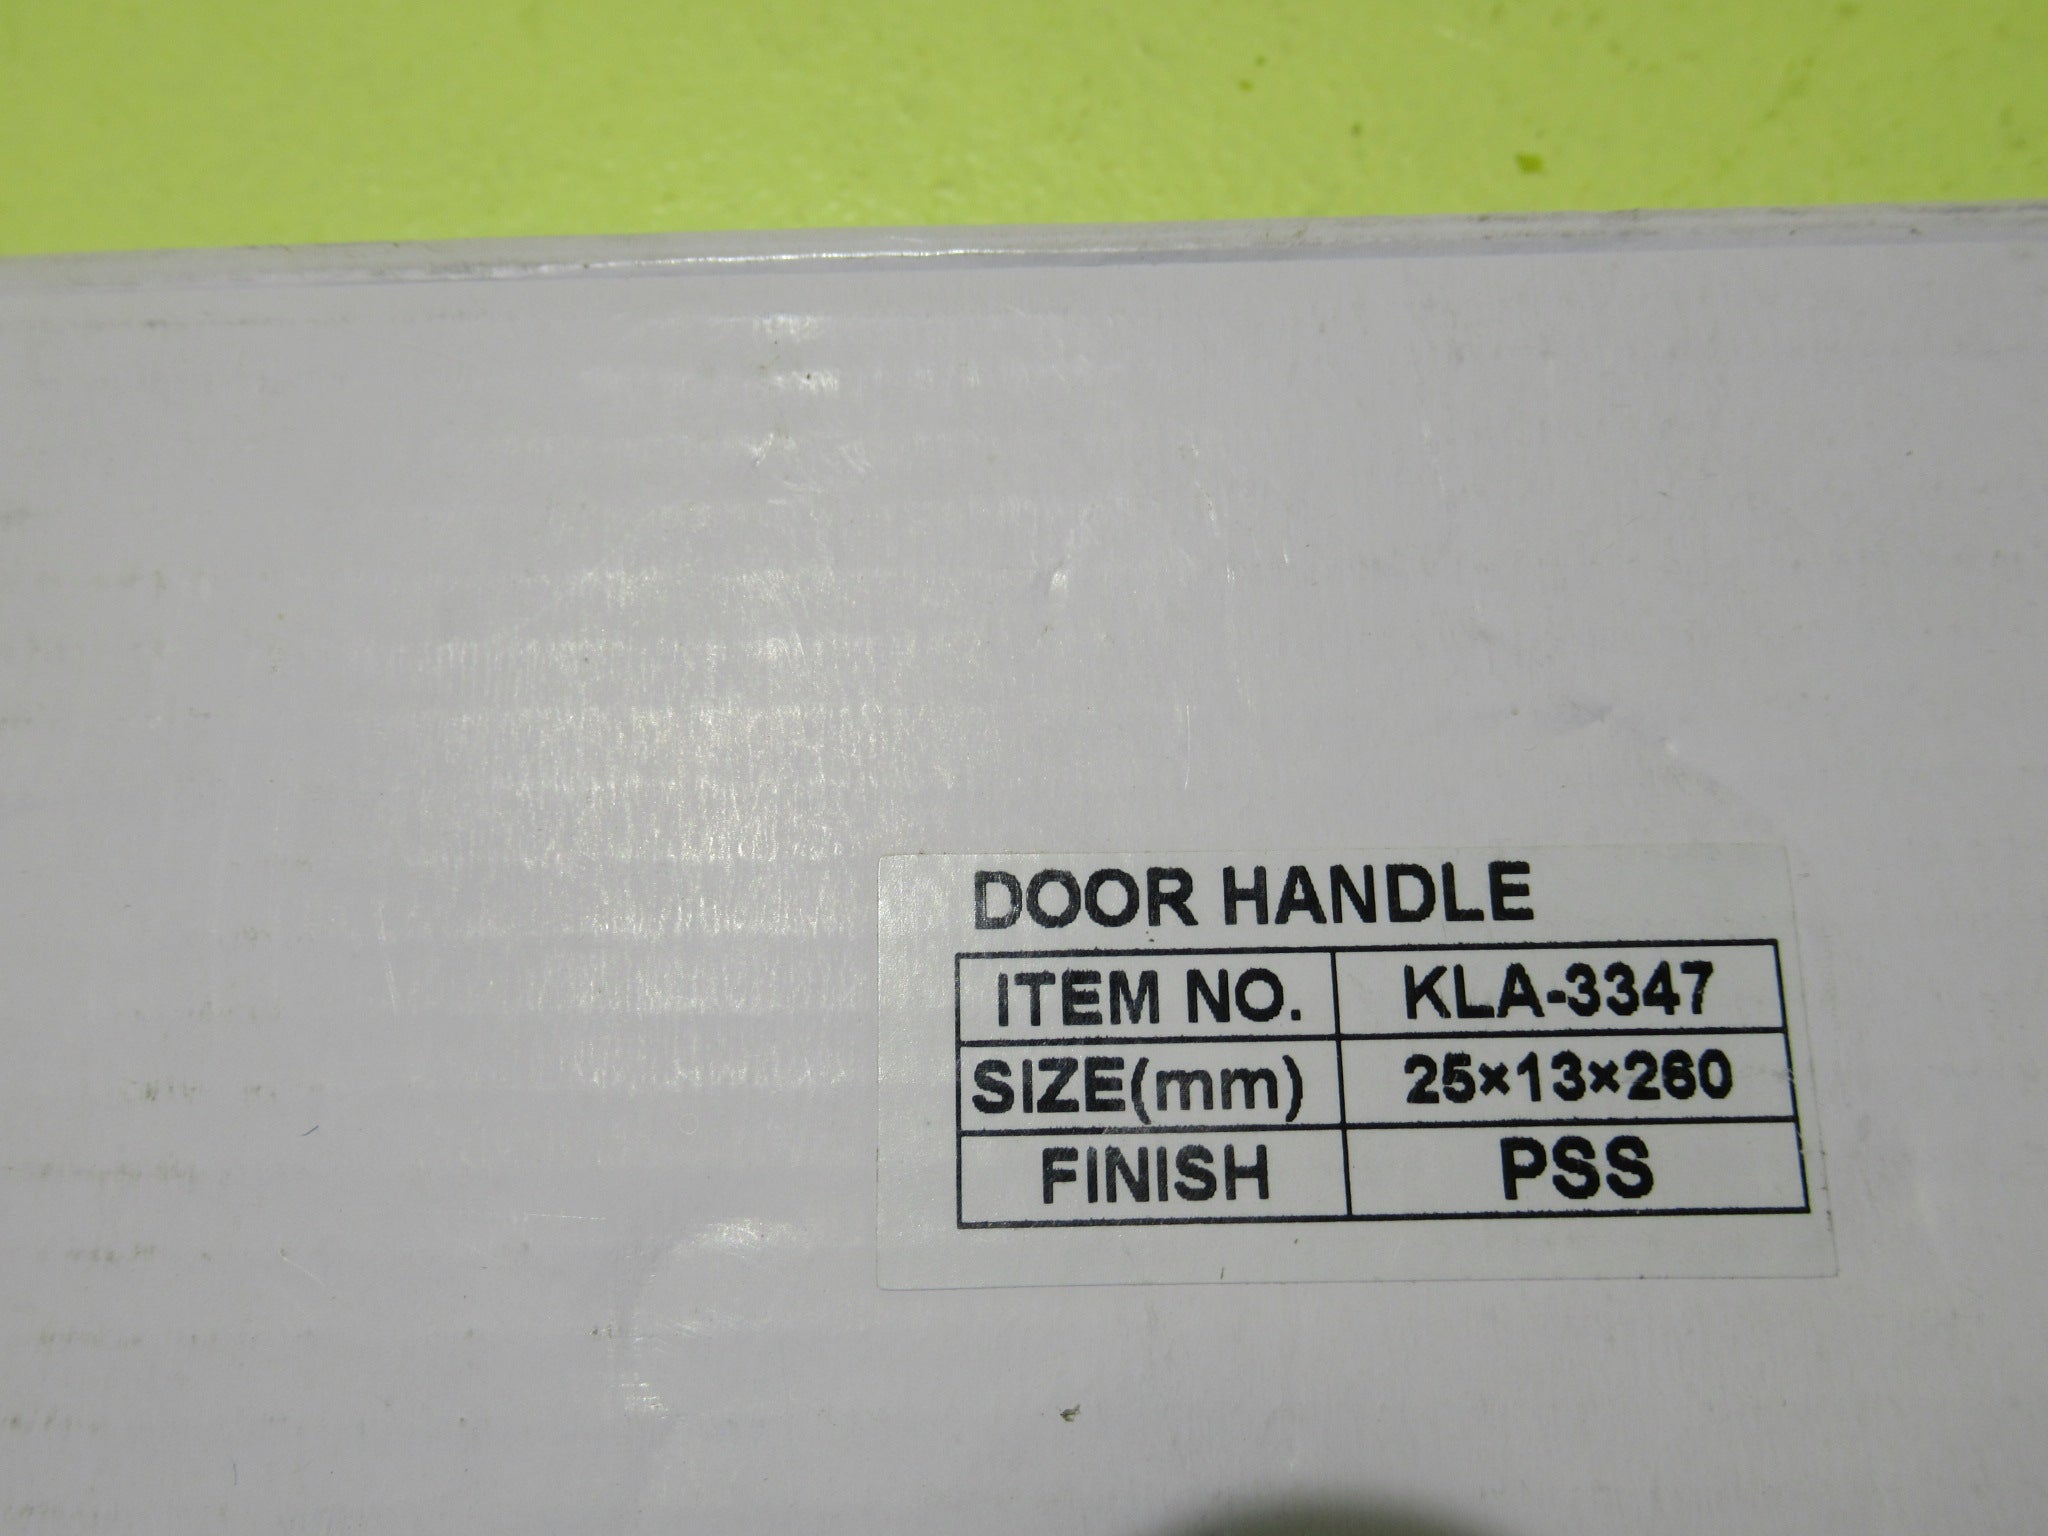 DOOR HANDLE
ITEM NO. KLA-3347
SIZE(mm) 25×13×260
FINISH PSS